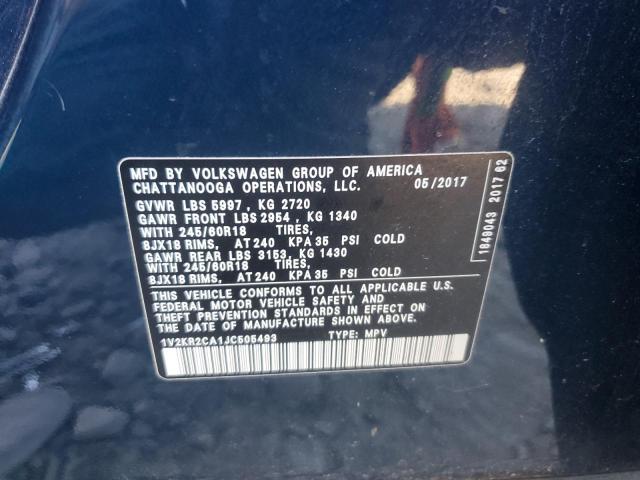 MFD BY VOLKSWAGEN GROUP OF AMERICA
CHATTANOOGA OPERATIONS, LLC. 05/2017
GVWR LBS 5997, KG 2720
GAWR FRONT LBS 2954, KG 1340
WITH 245/60R18 TIRES,
8JX18 RIMS, AT 240 KPA 35 PSI COLD
GAWR REAR LBS 3153, KG 1430
WITH 245/60R18 TIRES,
8JX18 RIMS, AT 240 KPA 35 PSI COLD
THIS VEHICLE CONFORMS TO ALL APPLICABLE U.S.
FEDERAL MOTOR VEHICLE SAFETY AND
THEFT PREVENTION STANDARDS IN EFFECT ON
THE DATE OF MANUFACTURE SHOWN ABOVE.
1V2KR2CA1JC505493 TYPE: MPV
1849043 2017 62